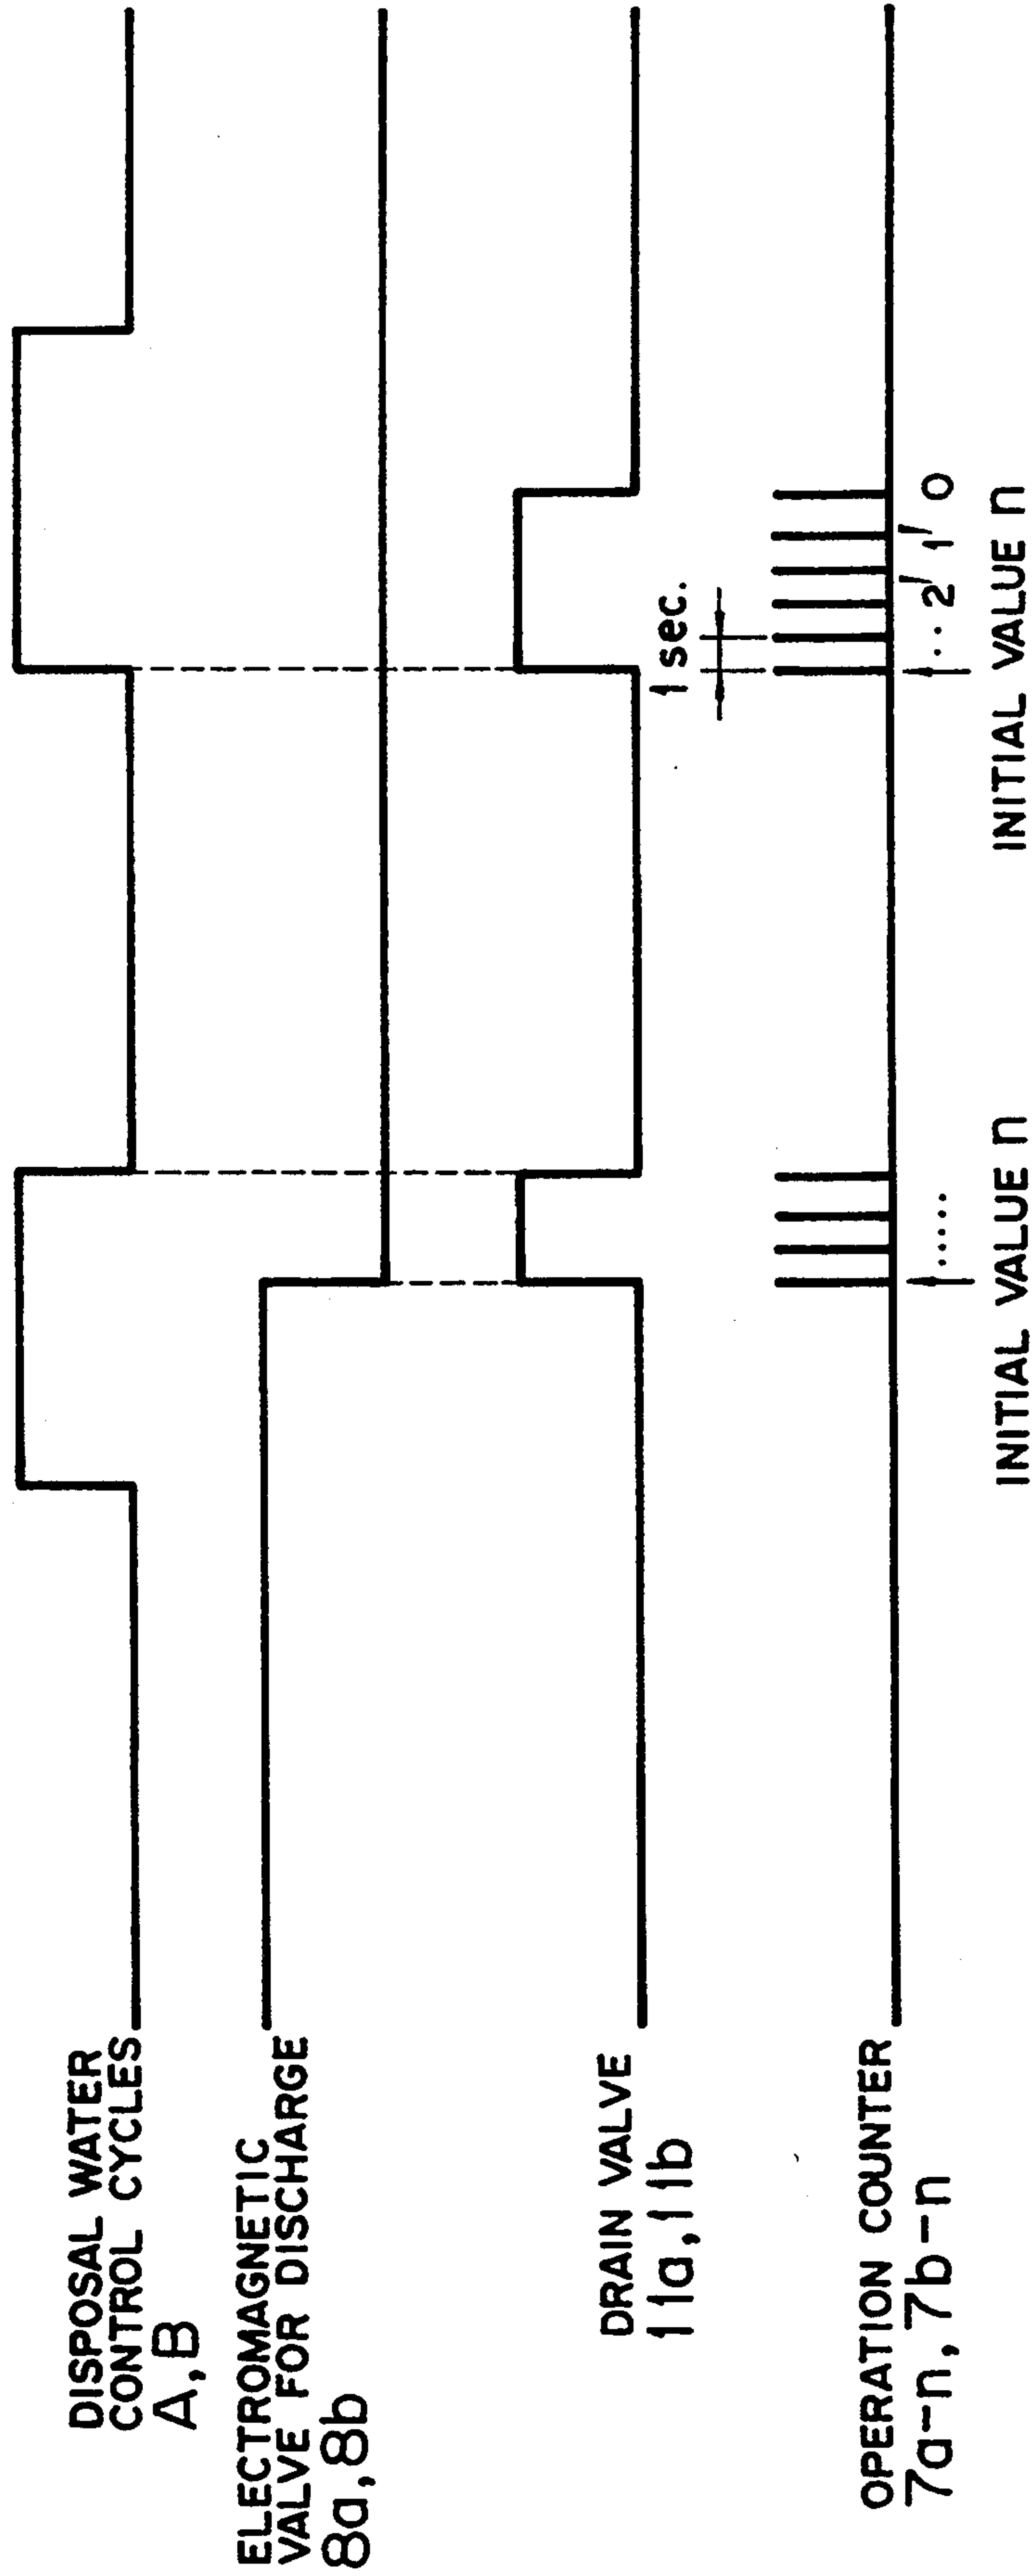 DISPOSAL WATER
CONTROL CYCLES
A,B
ELECTROMAGNETIC
VALVE FOR DISCHARGE
8a,8b
DRAIN VALVE
11a,11b
1 sec.
OPERATION COUNTER
7a-n,7b-n
.....
INITIAL VALUE n
...2' 1' 0
INITIAL VALUE n